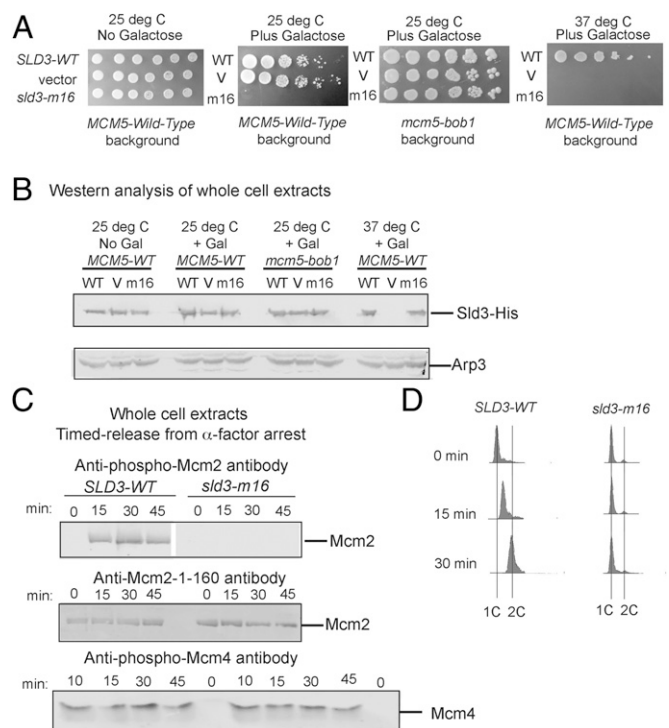 A
25 deg C
No Galactose
25 deg C
Plus Galactose
25 deg C
Plus Galactose
37 deg C
Plus Galactose
SLD3-WT
vector
sld3-m16
WT
V
m16
WT
V
m16
WT
V
m16
MCM5-Wild-Type
background
MCM5-Wild-Type
background
mcm5-bob1
background
MCM5-Wild-Type
background
B Western analysis of whole cell extracts
25 deg C
No Gal
MCM5-WT
25 deg C
+ Gal
MCM5-WT
25 deg C
+ Gal
mcm5-bob1
37 deg C
+ Gal
MCM5-WT
WT V m16 WT V m16 WT V m16 WT V m16
Sld3-His
Arp3
C
Whole cell extracts
Timed-release from α-factor arrest
Anti-phospho-Mcm2 antibody
SLD3-WT sld3-m16
min: 0 15 30 45 0 15 30 45
Mcm2
Anti-Mcm2-1-160 antibody
0 15 30 45 0 15 30 45
Mcm2
Anti-phospho-Mcm4 antibody
min: 10 15 30 45 0 10 15 30 45 0
Mcm4
D
SLD3-WT sld3-m16
0 min
15 min
30 min
1C 2C 1C 2C